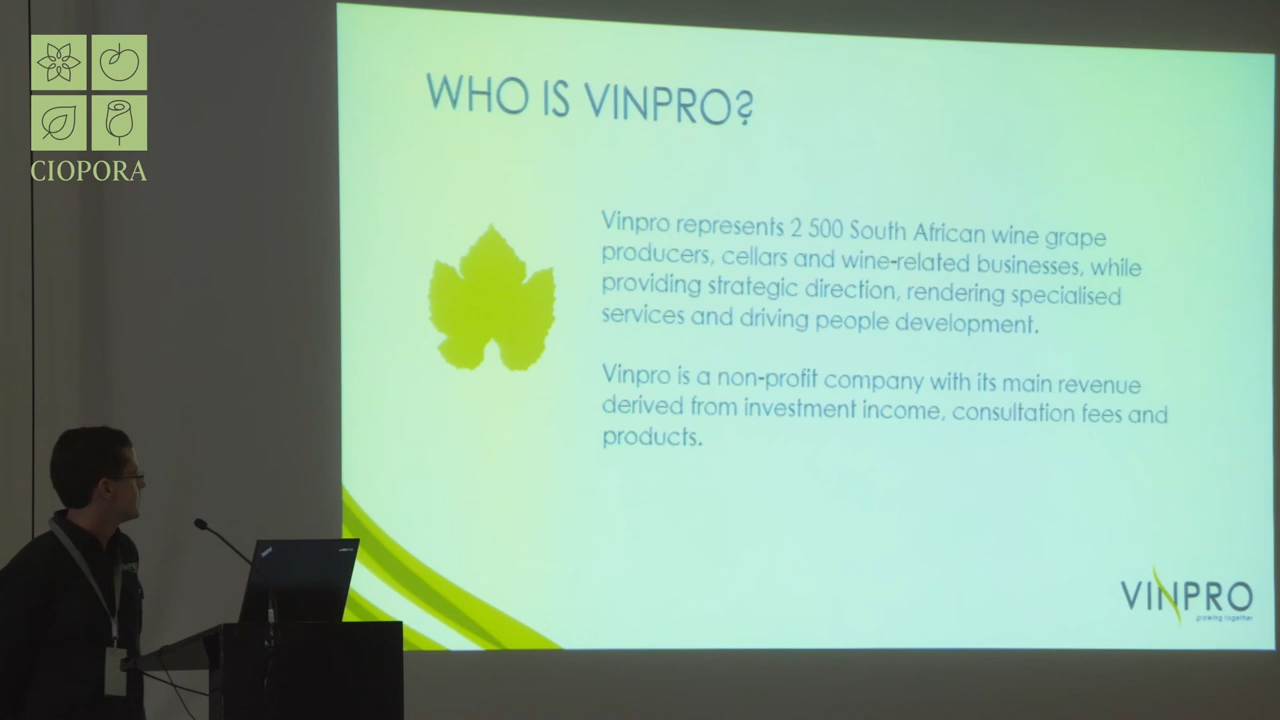 CIOPORA
WHO IS VINPRO?
Vinpro represents 2 500 South African wine grape
producers, cellars and wine-related businesses, while
providing strategic direction, rendering specialised
services and driving people development.
Vinpro is a non-profit company with its main revenue
derived from investment income, consultation fees and
products.
VINPRO
growing together